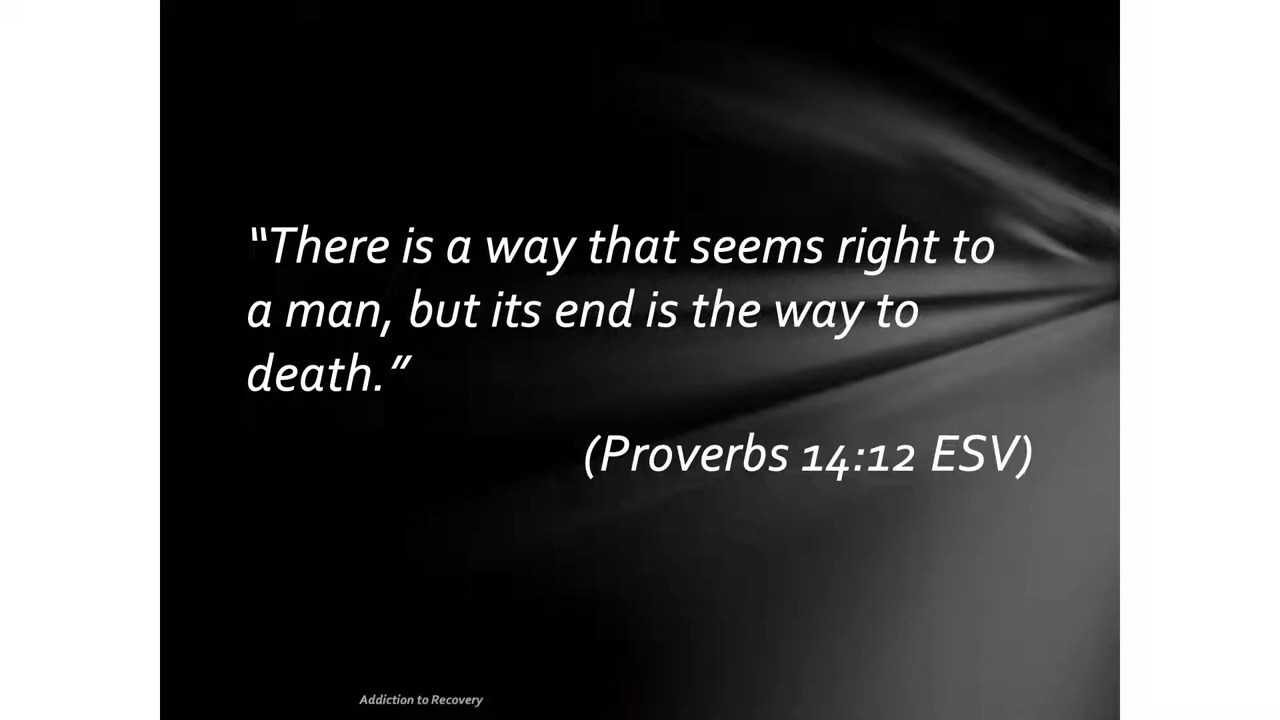 “There is a way that seems right to
a man, but its end is the way to
death.”
(Proverbs 14:12 ESV)
Addiction to Recovery